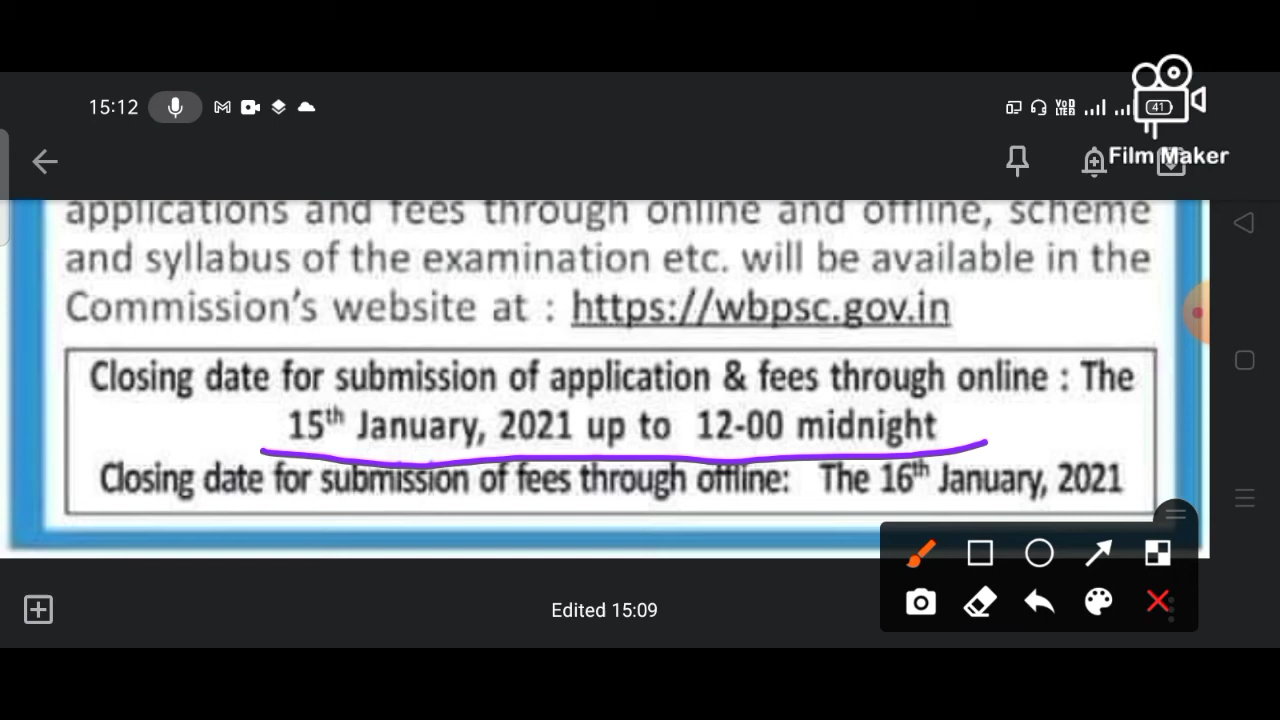 15:12
VoD
LTE2
41
Film Maker
applications and fees through online and offline, scheme
and syllabus of the examination etc. will be available in the
Commission's website at : https://wbpsc.gov.in
Closing date for submission of application & fees through online : The
15th January, 2021 up to 12-00 midnight
Closing date for submission of fees through offline: The 16th January, 2021
Edited 15:09